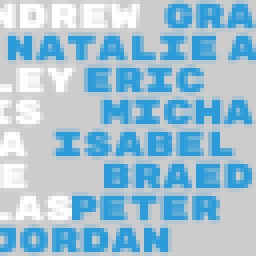 NDREW GRA
NATALIE A
LEY ERIC
IS MICHA
A ISABEL
E BRAED
LAS PETER
JORDAN